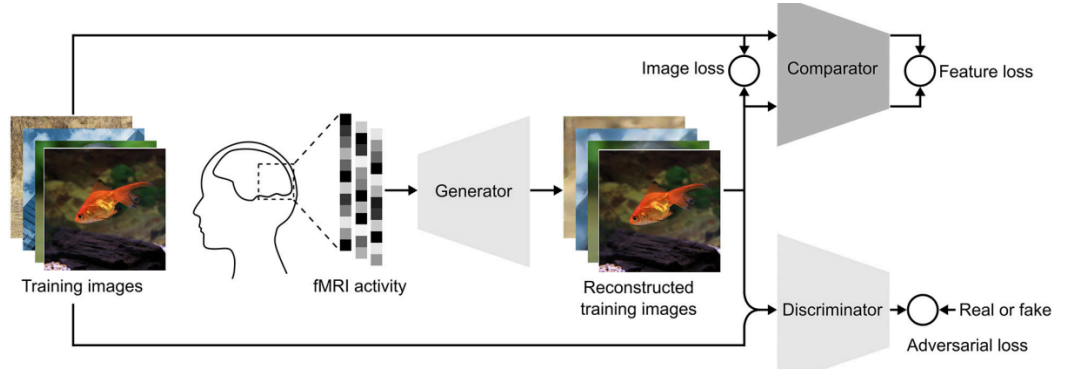 Image loss
Comparator
Feature loss
Generator
Training images
fMRI activity
Reconstructed
training images
Discriminator
Real or fake
Adversarial loss